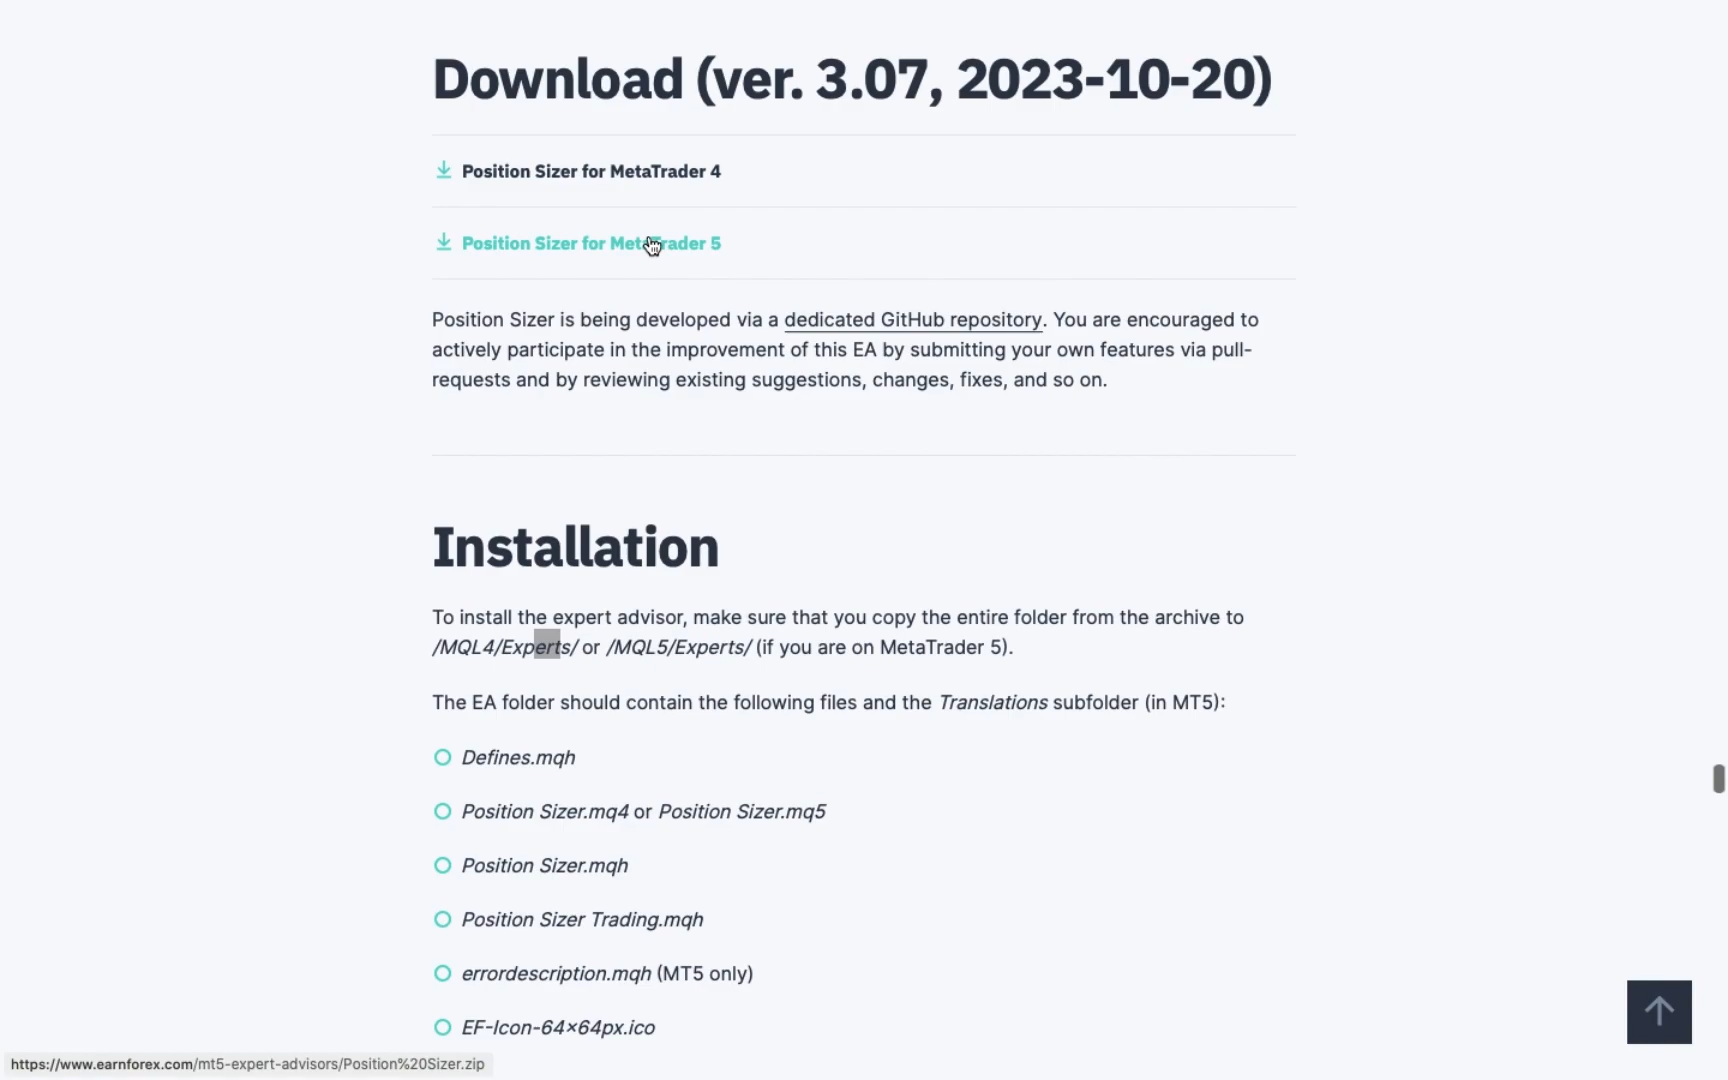 Download (ver. 3.07, 2023-10-20)
Position Sizer for MetaTrader 4
Position Sizer for MetaTrader 5
Position Sizer is being developed via a dedicated GitHub repository. You are encouraged to
actively participate in the improvement of this EA by submitting your own features via pull-
requests and by reviewing existing suggestions, changes, fixes, and so on.
Installation
To install the expert advisor, make sure that you copy the entire folder from the archive to
/MQL4/Experts/ or /MQL5/Experts/ (if you are on MetaTrader 5).
The EA folder should contain the following files and the Translations subfolder (in MT5):
Defines.mqh
Position Sizer.mq4 or Position Sizer.mq5
Position Sizer.mqh
Position Sizer Trading.mqh
errordescription.mqh (MT5 only)
EF-Icon-64×64px.ico
https://www.earnforex.com/mt5-expert-advisors/Position%20Sizer.zip